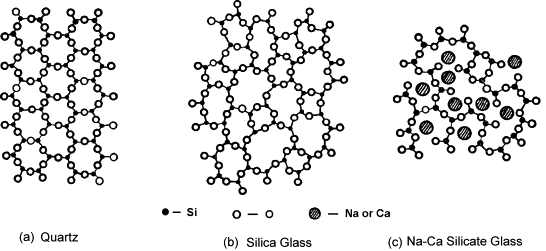 (a) (b) (c)
● — Si o — o — Na or Ca
(a) Quartz (b) Silica Glass (c) Na-Ca Silicate Glass